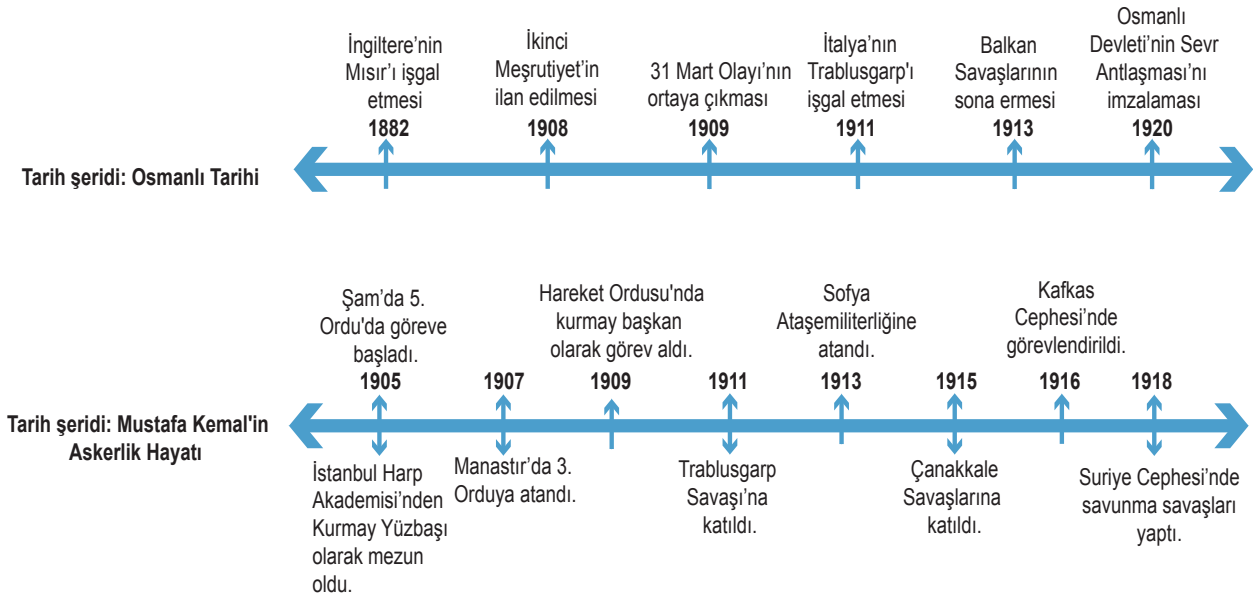 İngiltere’nin
Mısır’ı işgal
etmesi
1882
İkinci
Meşrutiyet’in
ilan edilmesi
1908
31 Mart Olayı’nın
ortaya çıkması
1909
İtalya’nın
Trablusgarp'ı
işgal etmesi
1911
Balkan
Savaşlarının
sona ermesi
1913
Osmanlı
Devleti’nin Sevr
Antlaşması’nı
imzalaması
1920
Tarih şeridi: Osmanlı Tarihi
Şam’da 5.
Ordu'da göreve
başladı.
1905
1907
Hareket Ordusu'nda
kurmay başkan
olarak görev aldı.
1909
1911
Sofya
Ataşemiliterliğine
atandı.
1913
1915
Kafkas
Cephesi’nde
görevlendirildi.
1916
1918
Tarih şeridi: Mustafa Kemal'in
Askerlik Hayatı
İstanbul Harp
Akademisi’nden
Kurmay Yüzbaşı
olarak mezun
oldu.
Manastır’da 3.
Orduya atandı.
Trablusgarp
Savaşı’na
katıldı.
Çanakkale
Savaşlarına
katıldı.
Suriye Cephesi’nde
savunma savaşları
yaptı.